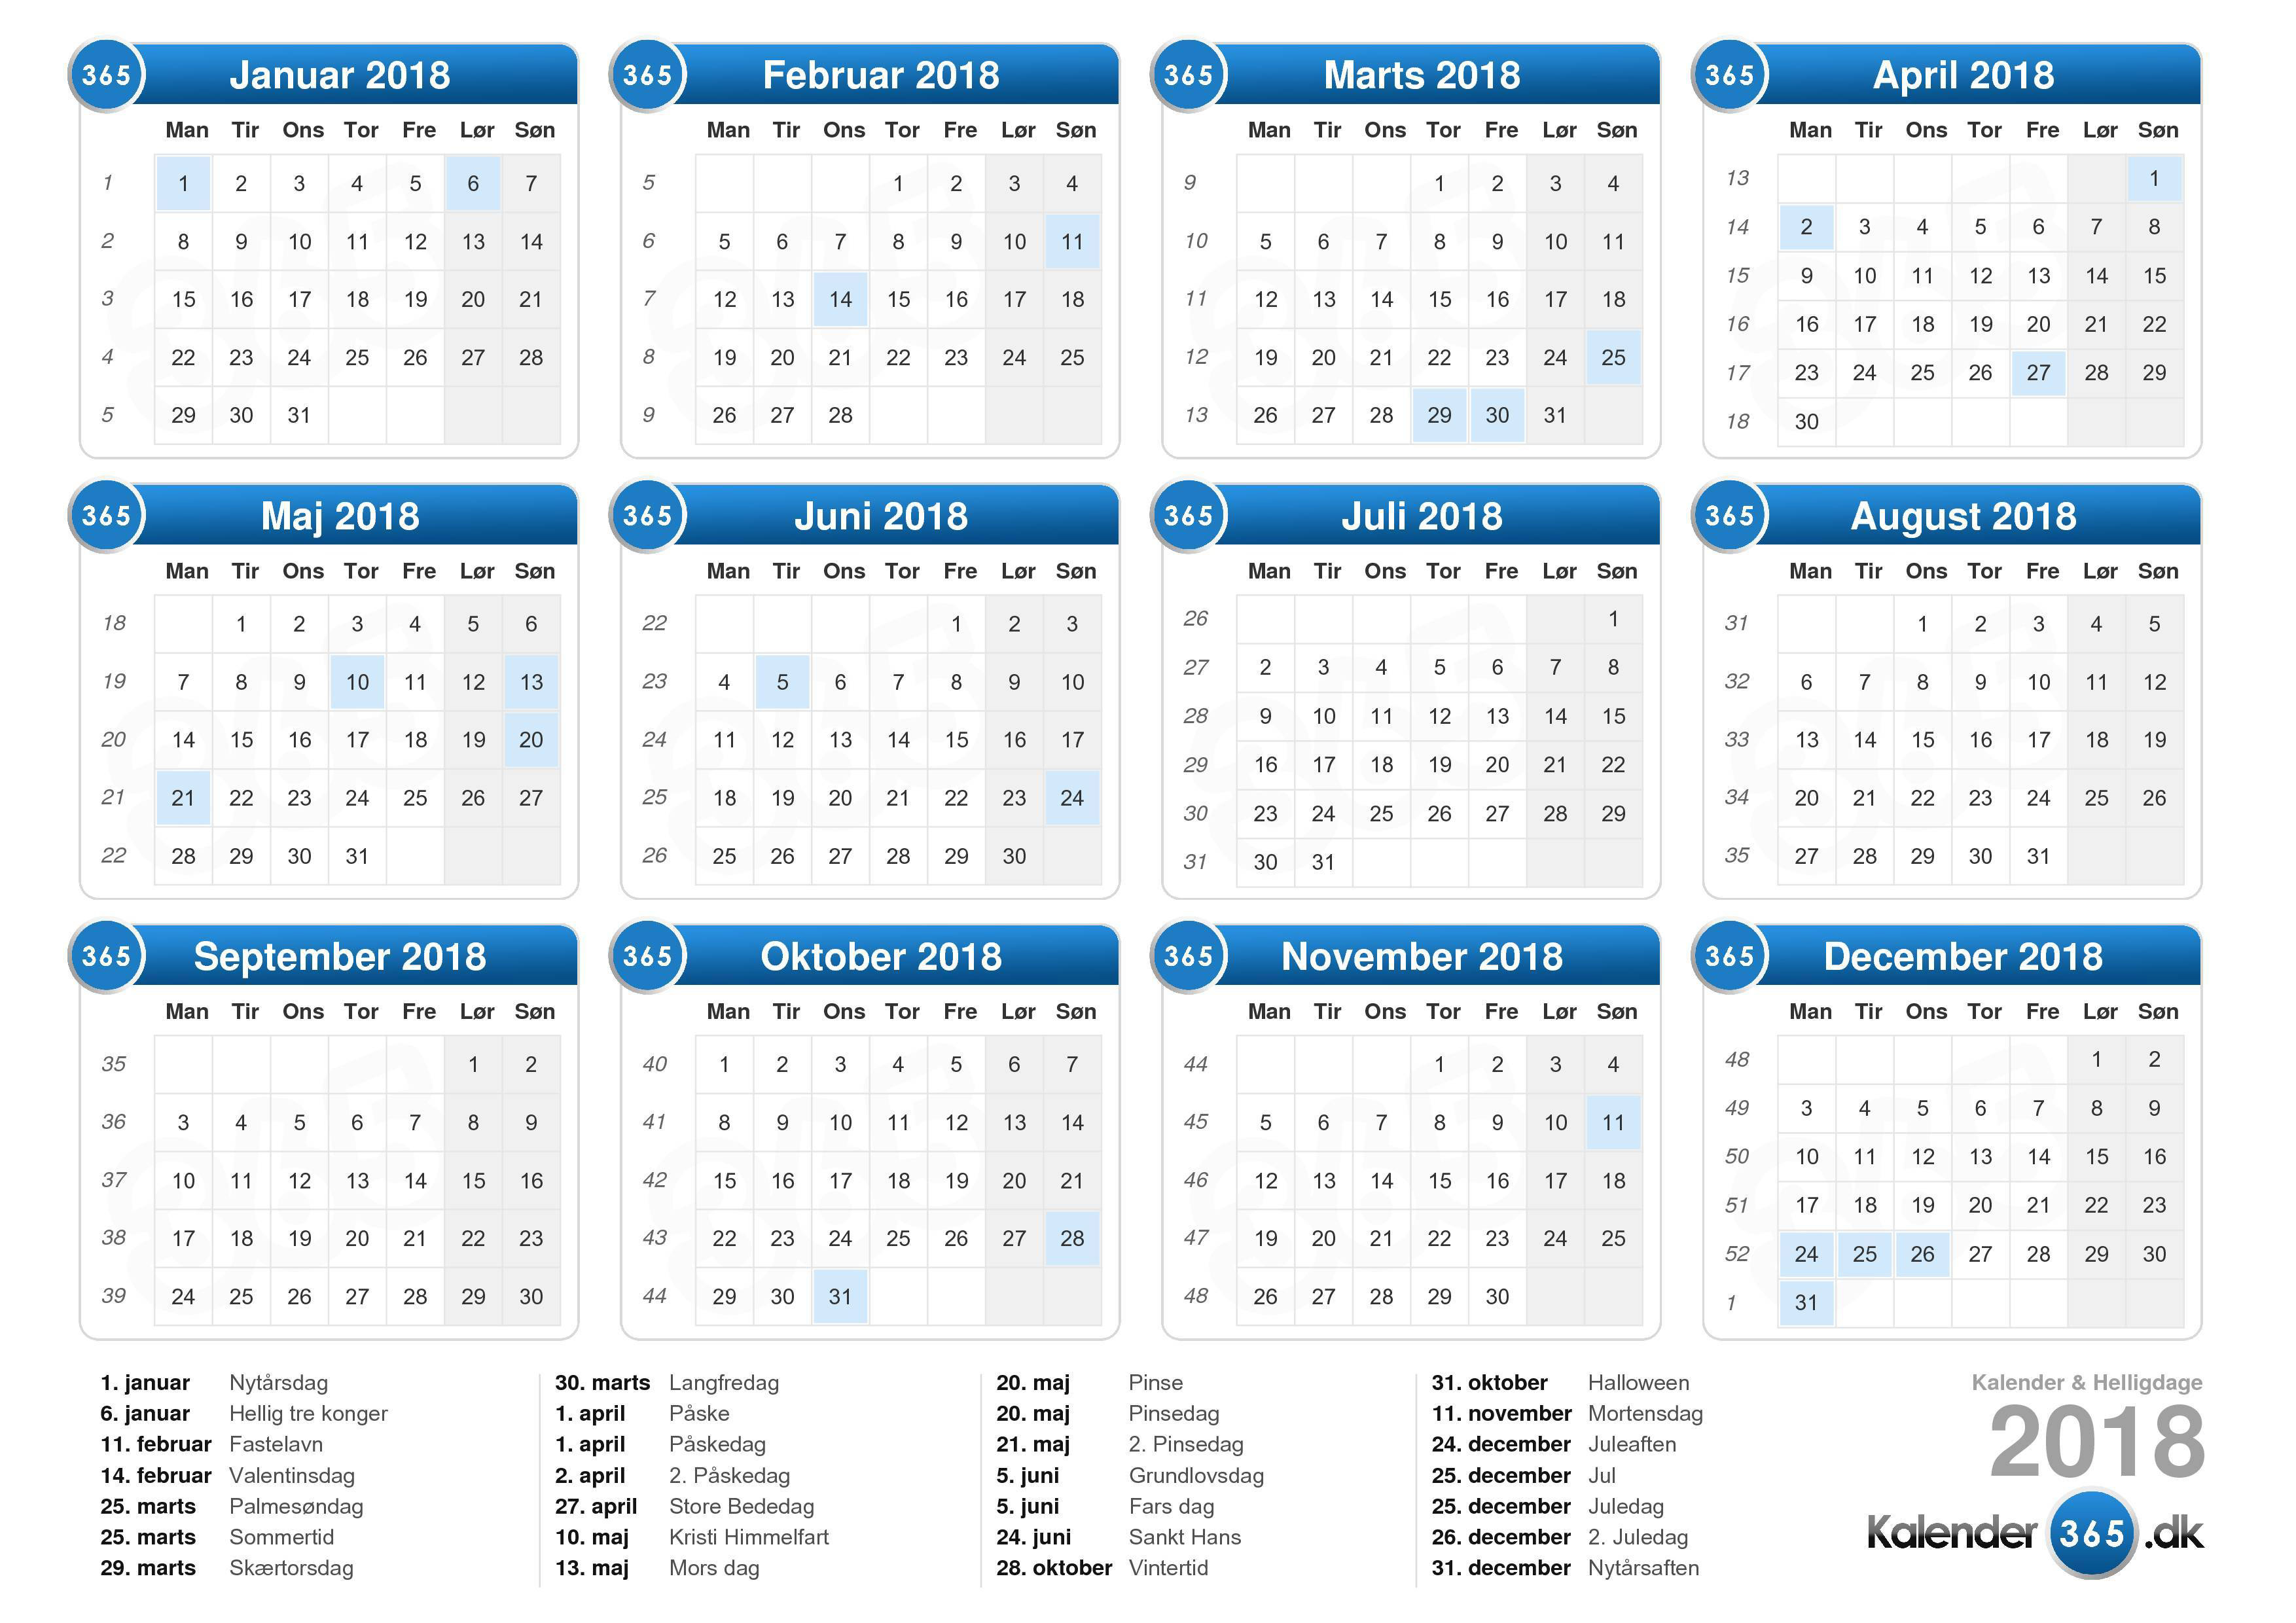 365 Januar 2018
Man Tir Ons Tor Fre Lør Søn
1 1 2 3 4 5 6 7
2 8 9 10 11 12 13 14
3 15 16 17 18 19 20 21
4 22 23 24 25 26 27 28
5 29 30 31
365 Februar 2018
Man Tir Ons Tor Fre Lør Søn
5 1 2 3 4
6 5 6 7 8 9 10 11
7 12 13 14 15 16 17 18
8 19 20 21 22 23 24 25
9 26 27 28
365 Marts 2018
Man Tir Ons Tor Fre Lør Søn
9 1 2 3 4
10 5 6 7 8 9 10 11
11 12 13 14 15 16 17 18
12 19 20 21 22 23 24 25
13 26 27 28 29 30 31
365 April 2018
Man Tir Ons Tor Fre Lør Søn
13 1
14 2 3 4 5 6 7 8
15 9 10 11 12 13 14 15
16 16 17 18 19 20 21 22
17 23 24 25 26 27 28 29
18 30
365 Maj 2018
Man Tir Ons Tor Fre Lør Søn
18 1 2 3 4 5 6
19 7 8 9 10 11 12 13
20 14 15 16 17 18 19 20
21 21 22 23 24 25 26 27
22 28 29 30 31
365 Juni 2018
Man Tir Ons Tor Fre Lør Søn
22 1 2 3
23 4 5 6 7 8 9 10
24 11 12 13 14 15 16 17
25 18 19 20 21 22 23 24
26 25 26 27 28 29 30
365 Juli 2018
Man Tir Ons Tor Fre Lør Søn
26 1
27 2 3 4 5 6 7 8
28 9 10 11 12 13 14 15
29 16 17 18 19 20 21 22
30 23 24 25 26 27 28 29
31 30 31
365 August 2018
Man Tir Ons Tor Fre Lør Søn
31 1 2 3 4 5
32 6 7 8 9 10 11 12
33 13 14 15 16 17 18 19
34 20 21 22 23 24 25 26
35 27 28 29 30 31
365 September 2018
Man Tir Ons Tor Fre Lør Søn
35 1 2
36 3 4 5 6 7 8 9
37 10 11 12 13 14 15 16
38 17 18 19 20 21 22 23
39 24 25 26 27 28 29 30
365 Oktober 2018
Man Tir Ons Tor Fre Lør Søn
40 1 2 3 4 5 6 7
41 8 9 10 11 12 13 14
42 15 16 17 18 19 20 21
43 22 23 24 25 26 27 28
44 29 30 31
365 November 2018
Man Tir Ons Tor Fre Lør Søn
44 1 2 3 4
45 5 6 7 8 9 10 11
46 12 13 14 15 16 17 18
47 19 20 21 22 23 24 25
48 26 27 28 29 30
365 December 2018
Man Tir Ons Tor Fre Lør Søn
48 1 2
49 3 4 5 6 7 8 9
50 10 11 12 13 14 15 16
51 17 18 19 20 21 22 23
52 24 25 26 27 28 29 30
1 31
1. januar Nytårsdag
6. januar Hellig tre konger
11. februar Fastelavn
14. februar Valentinsdag
25. marts Palmesøndag
25. marts Sommertid
29. marts Skærtorsdag
30. marts Langfredag
1. april Påske
1. april Påskedag
2. april 2. Påskedag
27. april Store Bededag
10. maj Kristi Himmelfart
13. maj Mors dag
20. maj Pinse
20. maj Pinsedag
21. maj 2. Pinsedag
5. juni Grundlovsdag
5. juni Fars dag
24. juni Sankt Hans
28. oktober Vintertid
31. oktober Halloween
11. november Mortensdag
24. december Juleaften
25. december Jul
25. december Juledag
26. december 2. Juledag
31. december Nytårsaften
Kalender & Helligdage
2018
Kalender 365 .dk